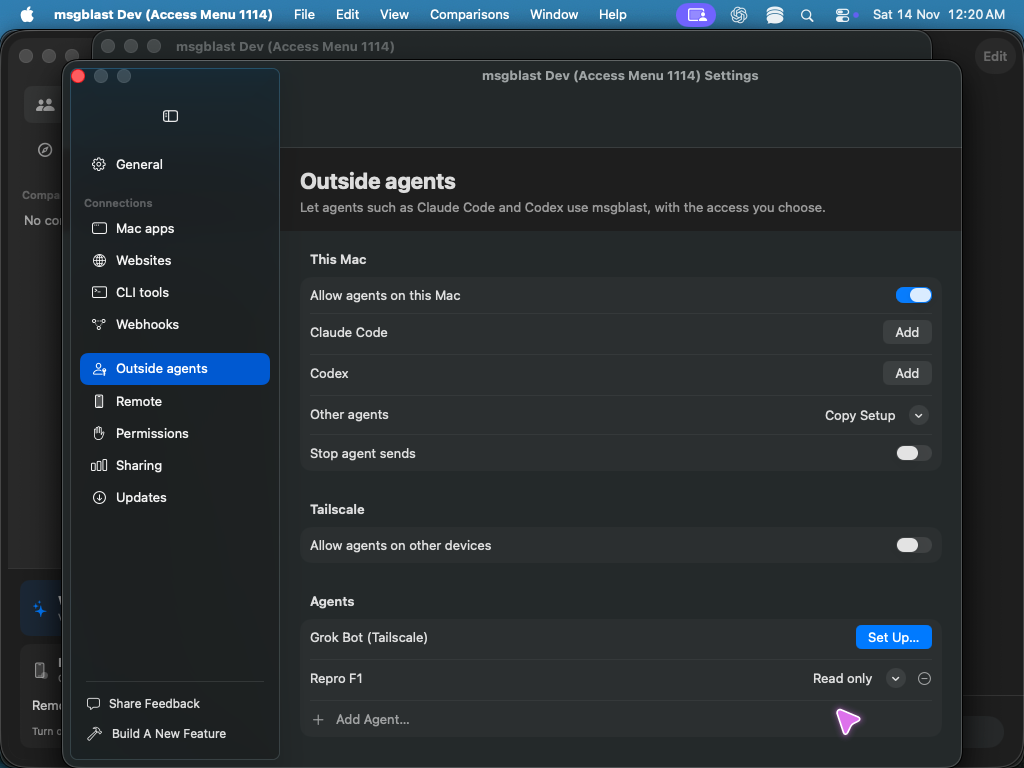 msgblast Dev (Access Menu 1114) File Edit View Comparisons Window Help Sat 14 Nov 12:20 AM
msgblast Dev (Access Menu 1114)
Edit
msgblast Dev (Access Menu 1114) Settings
General
Connections
Mac apps
Websites
CLI tools
Webhooks
Outside agents
Remote
Permissions
Sharing
Updates
Share Feedback
Build A New Feature
Outside agents
Let agents such as Claude Code and Codex use msgblast, with the access you choose.
This Mac
Allow agents on this Mac
Claude Code Add
Codex Add
Other agents Copy Setup
Stop agent sends
Tailscale
Allow agents on other devices
Agents
Grok Bot (Tailscale) Set Up...
Repro F1 Read only
Add Agent...
No
Turn